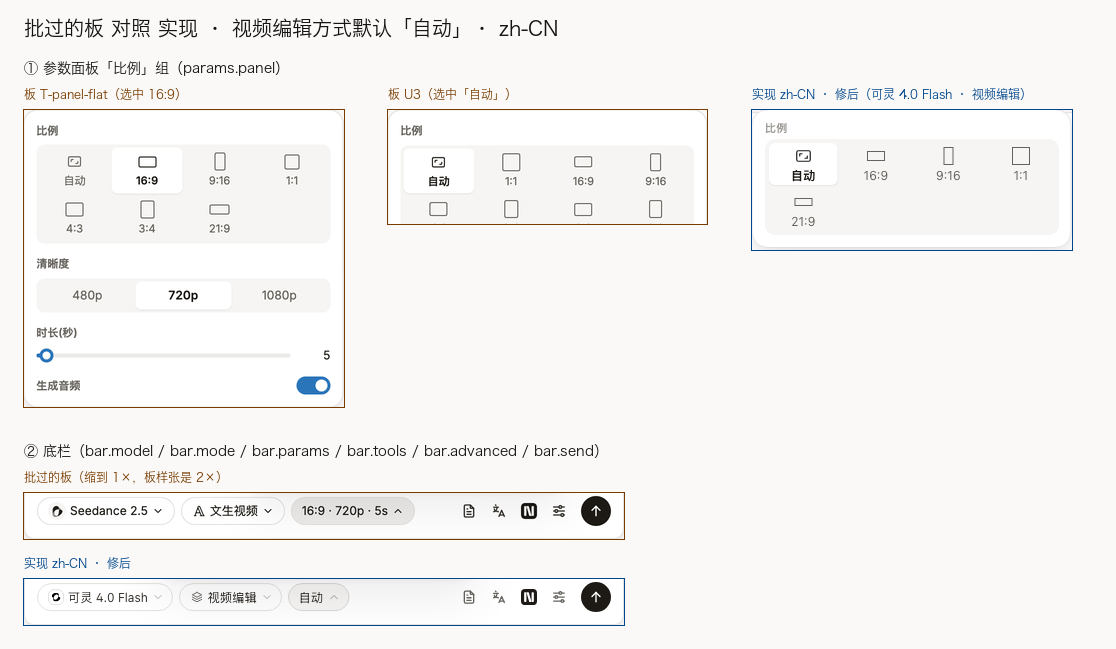 批过的板 对照 实现 · 视频编辑方式默认「自动」 · zh-CN
① 参数面板「比例」组（params.panel）
板 T-panel-flat（选中 16:9）
比例
自动 16:9 9:16 1:1
4:3 3:4 21:9
清晰度
480p 720p 1080p
时长(秒)
5
生成音频
板 U3（选中「自动」）
比例
自动 1:1 16:9 9:16
实现 zh-CN · 修后（可灵 4.0 Flash · 视频编辑）
比例
自动 16:9 9:16 1:1
21:9
② 底栏（bar.model / bar.mode / bar.params / bar.tools / bar.advanced / bar.send）
批过的板（缩到 1×，板样张是 2×）
Seedance 2.5 文生视频 16:9 · 720p · 5s
实现 zh-CN · 修后
可灵 4.0 Flash 视频编辑 自动